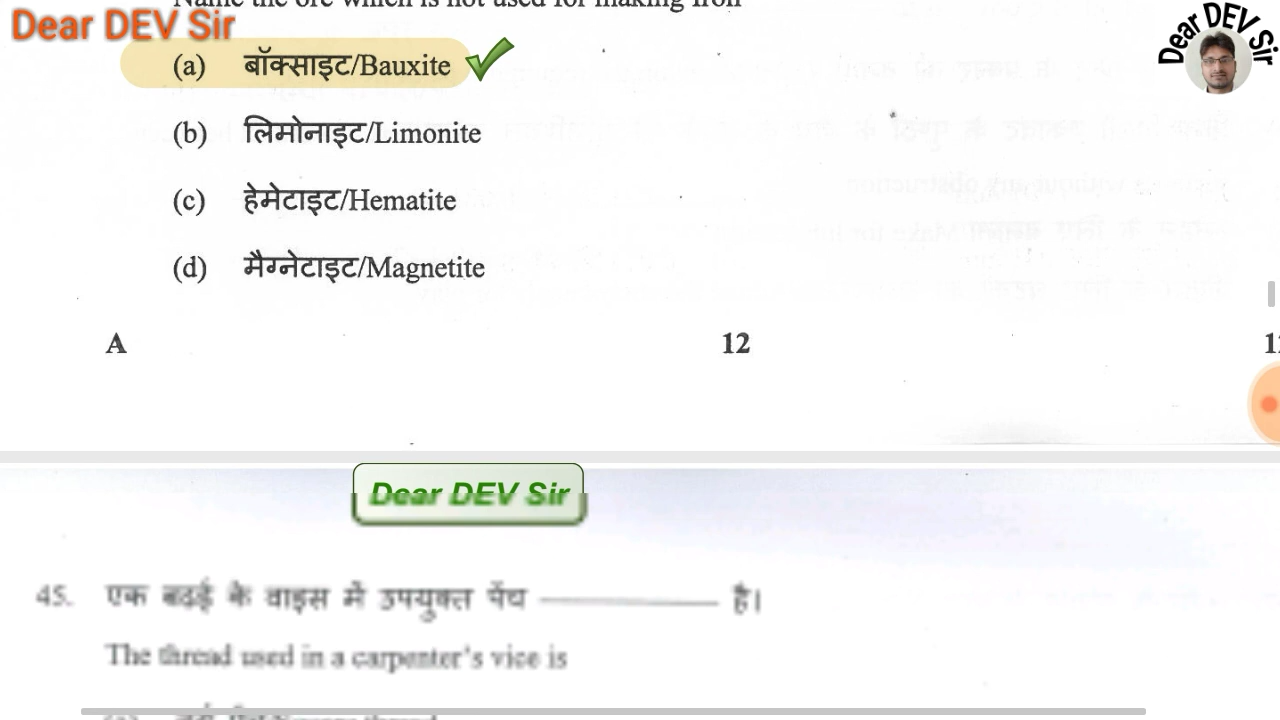 Name the ore which is not used for making iron
Dear DEV Sir
Dear DEV Sir
(a) बॉक्साइट/Bauxite
(b) लिमोनाइट/Limonite
(c) हेमेटाइट/Hematite
(d) मैग्नेटाइट/Magnetite
A 12
Dear DEV Sir
45. एक बढ़ई के वाइस में उपयुक्त पेंच ―――― है।
The thread used in a carpenter's vice is